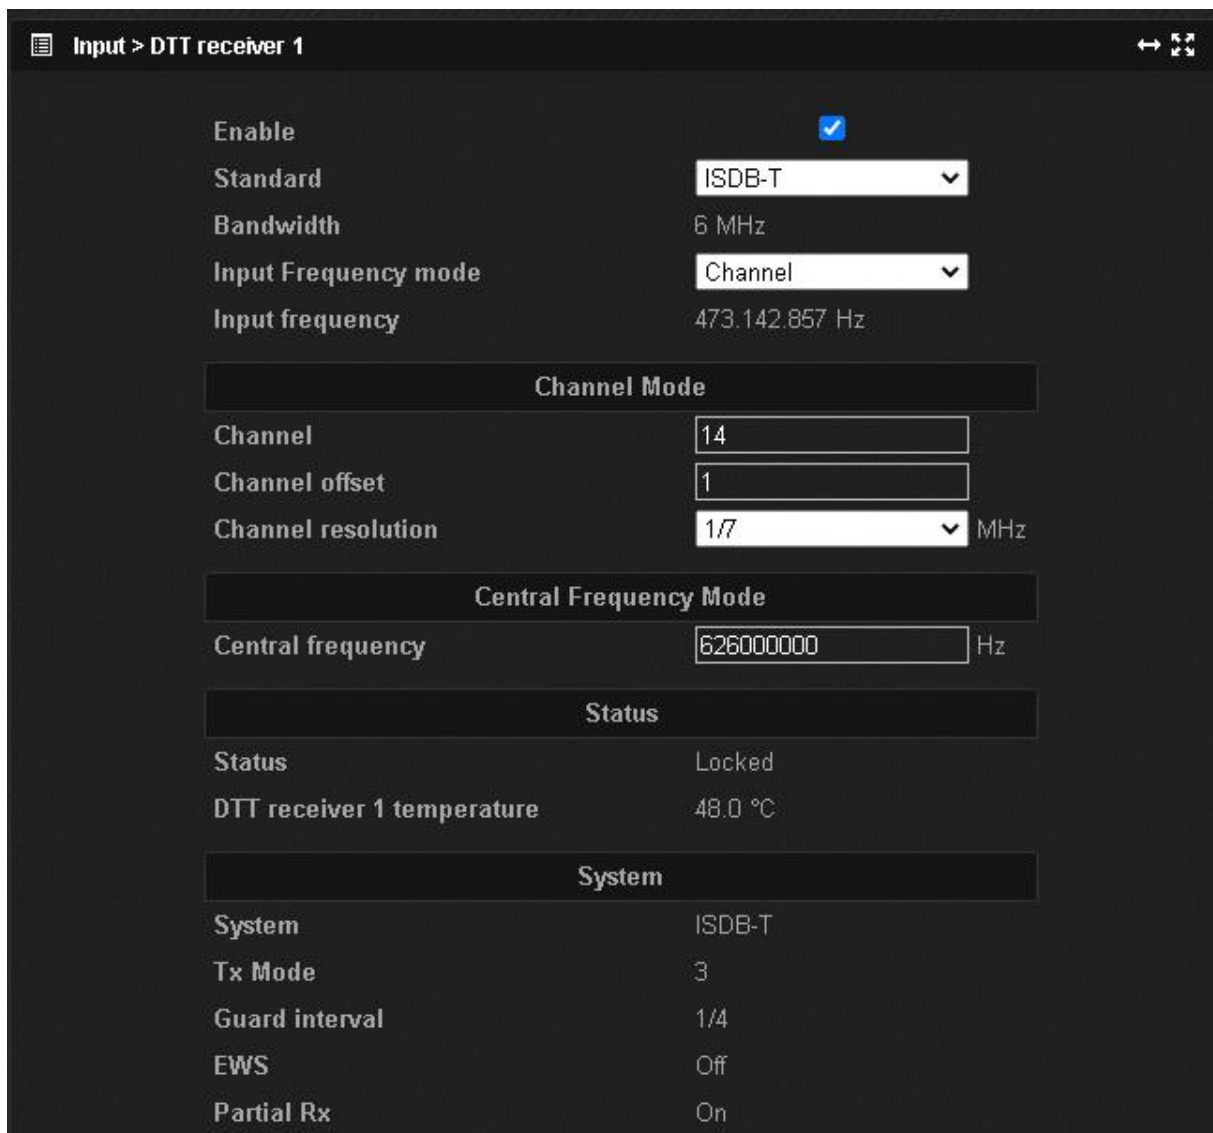 Input > DTT receiver 1
Enable
Standard ISDB-T
Bandwidth 6 MHz
Input Frequency mode Channel
Input frequency 473.142.857 Hz
Channel Mode
Channel 14
Channel offset 1
Channel resolution 1/7 MHz
Central Frequency Mode
Central frequency 626000000 Hz
Status
Status Locked
DTT receiver 1 temperature 48.0 °C
System
System ISDB-T
Tx Mode 3
Guard interval 1/4
EWS Off
Partial Rx On